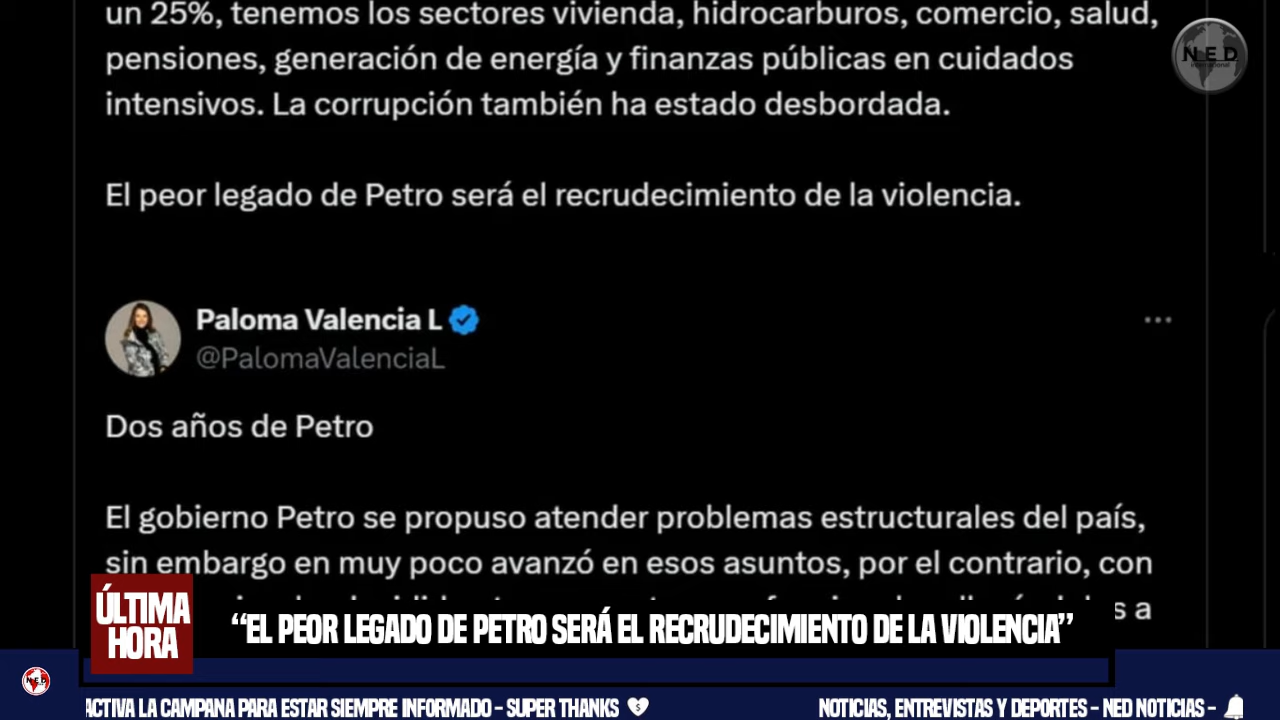 un 25%, tenemos los sectores vivienda, hidrocarburos, comercio, salud,
pensiones, generación de energía y finanzas públicas en cuidados
intensivos. La corrupción también ha estado desbordada.
El peor legado de Petro será el recrudecimiento de la violencia.
Paloma Valencia L
@PalomaValenciaL
Dos años de Petro
El gobierno Petro se propuso atender problemas estructurales del país,
sin embargo en muy poco avanzó en esos asuntos, por el contrario, con
s a
NED
International
ÚLTIMA
HORA
“EL PEOR LEGADO DE PETRO SERÁ EL RECRUDECIMIENTO DE LA VIOLENCIA”
NED
ACTIVA LA CAMPANA PARA ESTAR SIEMPRE INFORMADO - SUPER THANKS
NOTICIAS, ENTREVISTAS Y DEPORTES - NED NOTICIAS -